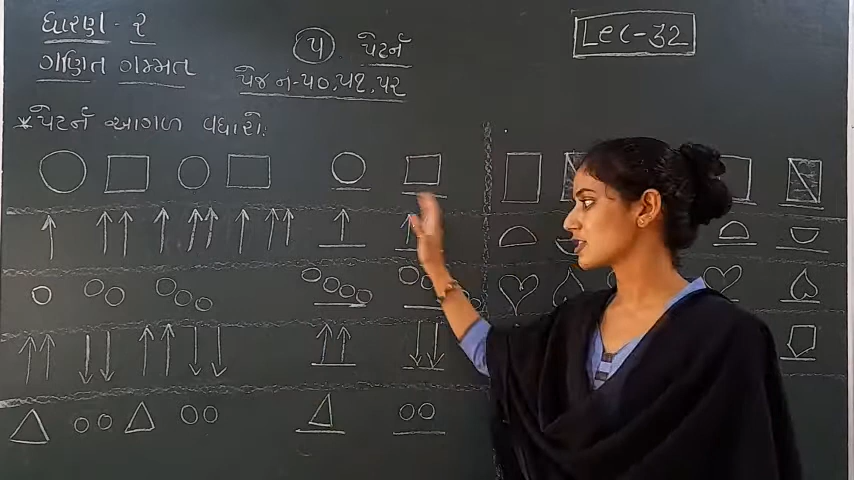 ધોરણ - ૨
Lec-32
૫ પેટર્ન
ગણિત ગમ્મત
પેજ નં-૫૦,૫૧,૫૨
* પેટર્ન આગળ વધારો.